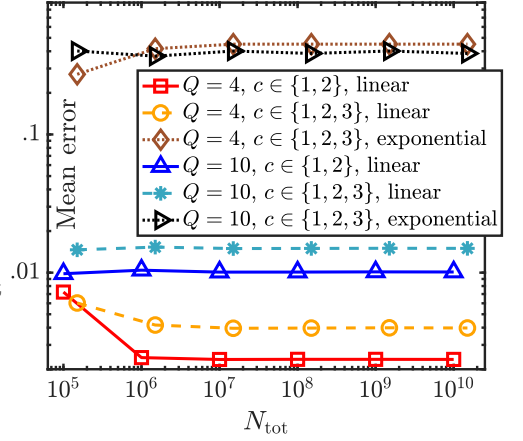 Mean error
.1
.01
Q = 4, c ∈ {1, 2}, linear
Q = 4, c ∈ {1, 2, 3}, linear
Q = 4, c ∈ {1, 2, 3}, exponential
Q = 10, c ∈ {1, 2}, linear
Q = 10, c ∈ {1, 2, 3}, linear
Q = 10, c ∈ {1, 2, 3}, exponential
10^5 10^6 10^7 10^8 10^9 10^10
N_tot